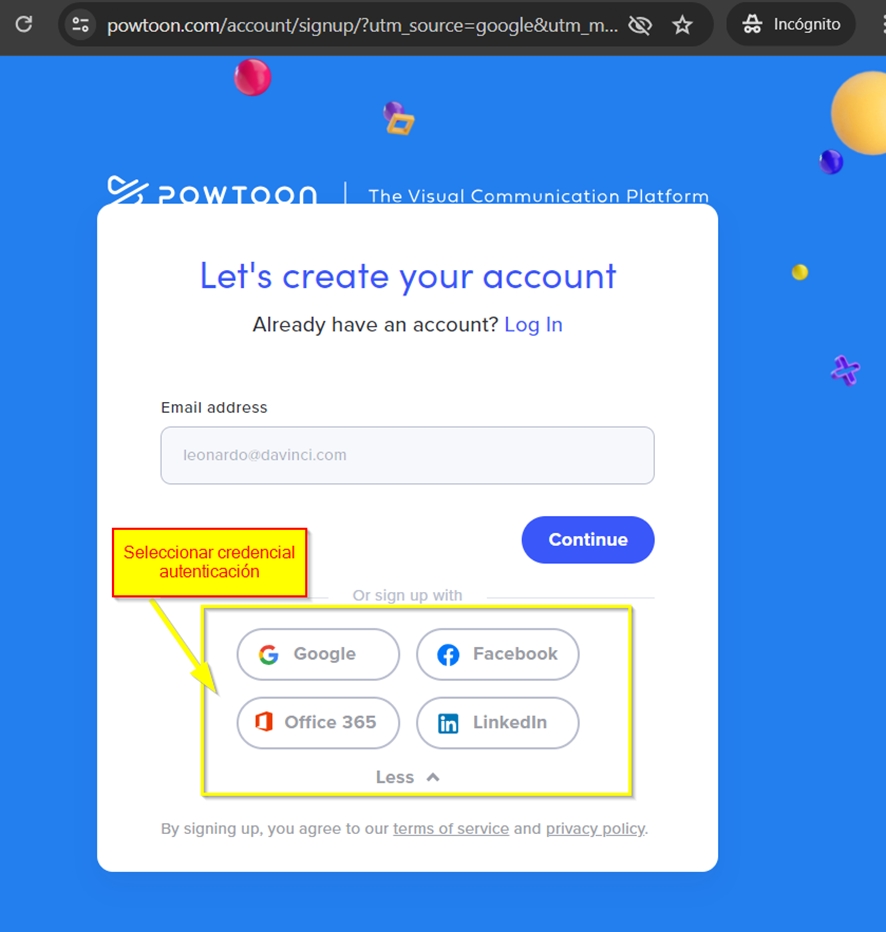 powtoon.com/account/signup/?utm_source=google&utm_m...
Incógnito
POWTOON | The Visual Communication Platform
Let's create your account
Already have an account? Log In
Email address
leonardo@davinci.com
Continue
Seleccionar credencial
autenticación
Or sign up with
Google
Facebook
Office 365
LinkedIn
Less
By signing up, you agree to our terms of service and privacy policy.